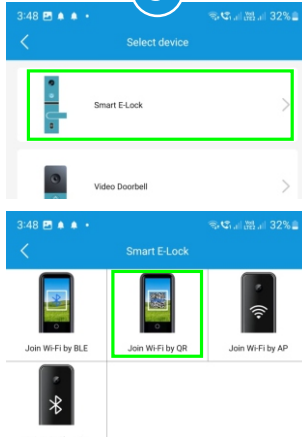 3:48 32%
Select device
Smart E-Lock
Video Doorbell
3:48 32%
Smart E-Lock
Join Wi-Fi by BLE Join Wi-Fi by QR Join Wi-Fi by AP